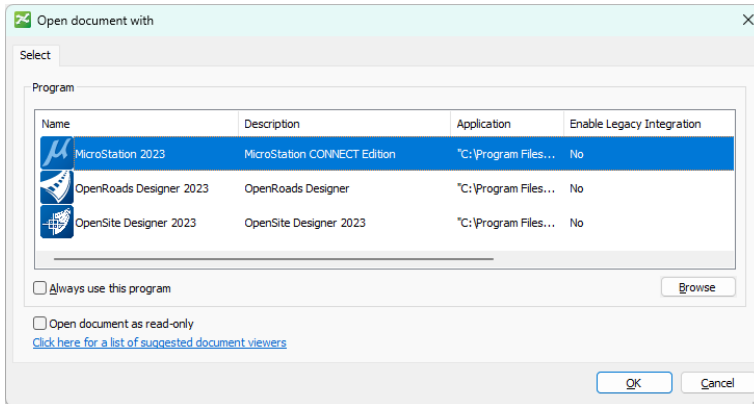 Open document with
Select
Program
Name Description Application Enable Legacy Integration
MicroStation 2023 MicroStation CONNECT Edition "C:\Program Files... No
OpenRoads Designer 2023 OpenRoads Designer "C:\Program Files... No
OpenSite Designer 2023 OpenSite Designer 2023 "C:\Program Files... No
Always use this program Browse
Open document as read-only
Click here for a list of suggested document viewers
OK Cancel